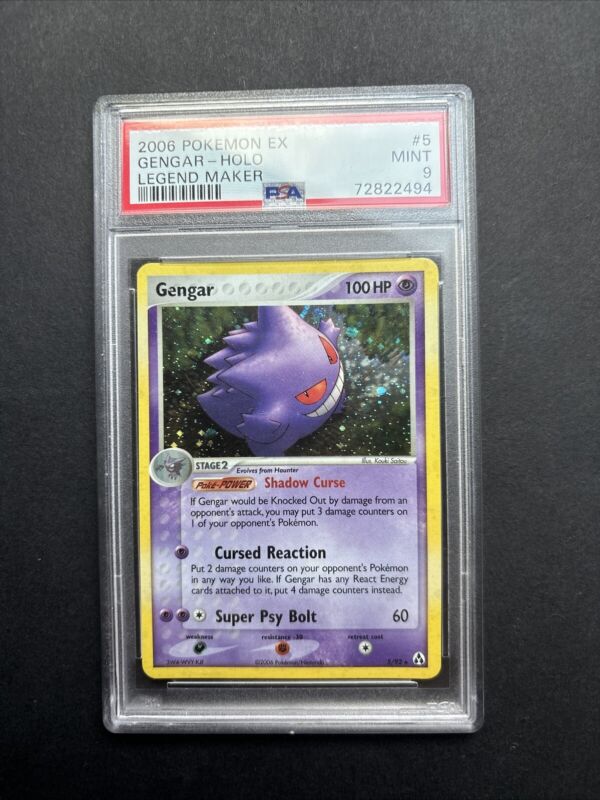 2006 POKEMON EX #5
GENGAR - HOLO MINT
LEGEND MAKER 9
PSA 72822494
Gengar 100 HP
Illus. Kouki Saitou
STAGE 2 Evolves from Haunter
Poké-POWER Shadow Curse
If Gengar would be Knocked Out by damage from an
opponent's attack, you may put 3 damage counters on
1 of your opponent's Pokémon.
Cursed Reaction
Put 2 damage counters on your opponent's Pokémon
in any way you like. If Gengar has any React Energy
cards attached to it, put 4 damage counters instead.
Super Psy Bolt 60
weakness resistance -30 retreat cost
©2006 Pokémon/Nintendo 5/92